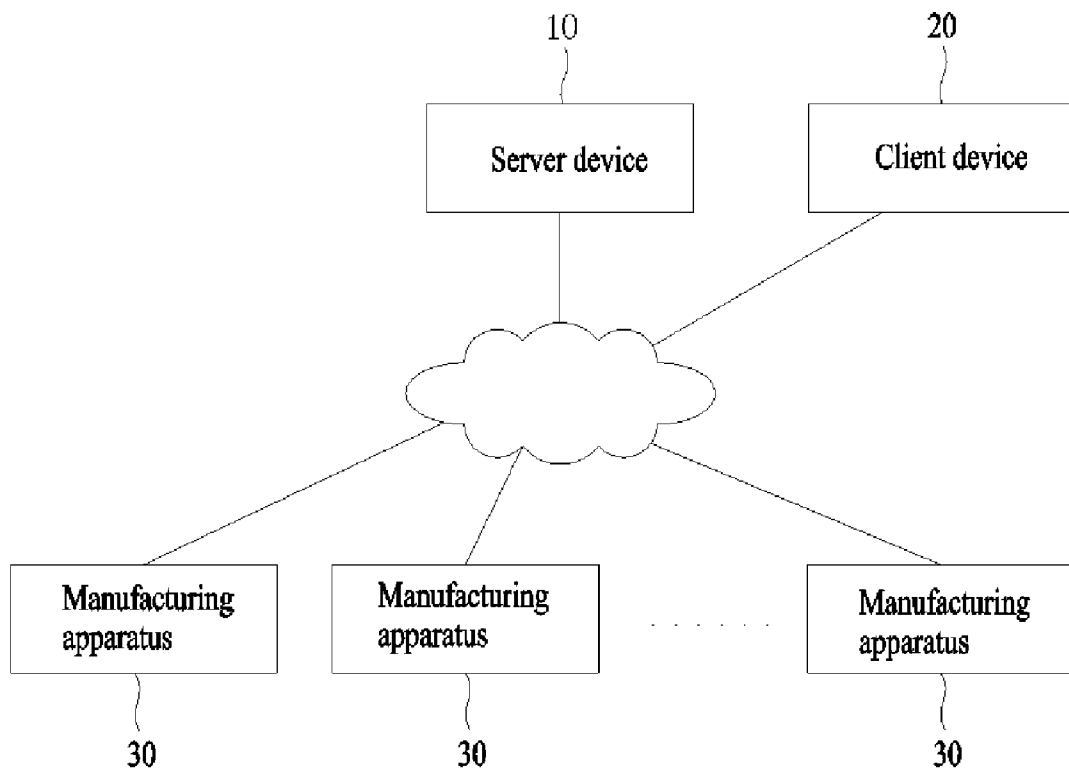 10
20
Server device
Client device
Manufacturing
apparatus
Manufacturing
apparatus
. . . . . .
Manufacturing
apparatus
30
30
30